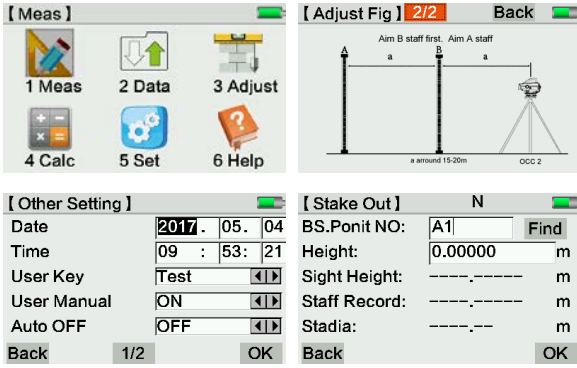 【Meas】
1 Meas 2 Data 3 Adjust
4 Calc 5 Set 6 Help
【Adjust Fig】 2/2 Back
Aim B staff first. Aim A staff
A B
a a
a arround 15-20m OCC 2
【Other Setting】
Date 2017. 05. 04
Time 09 : 53: 21
User Key Test
User Manual ON
Auto OFF OFF
Back 1/2 OK
【Stake Out】 N
BS.Ponit NO: A1 Find
Height: 0.00000 m
Sight Height: ----.----- m
Staff Record: ----.----- m
Stadia: ----.-- m
Back OK